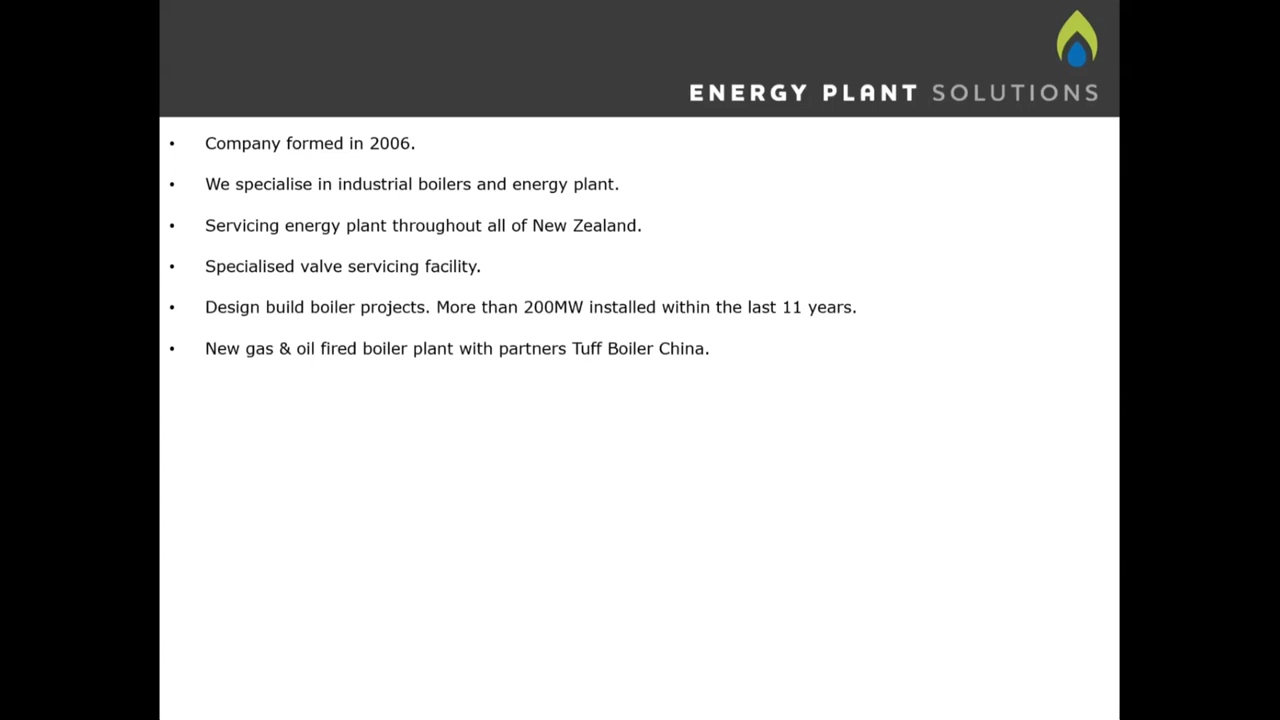 ENERGY PLANT SOLUTIONS
• Company formed in 2006.
• We specialise in industrial boilers and energy plant.
• Servicing energy plant throughout all of New Zealand.
• Specialised valve servicing facility.
• Design build boiler projects. More than 200MW installed within the last 11 years.
• New gas & oil fired boiler plant with partners Tuff Boiler China.